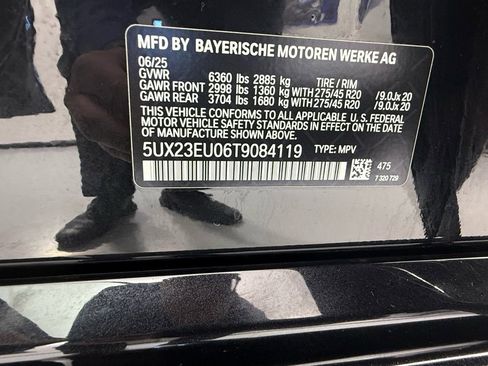 MFD BY BAYERISCHE MOTOREN WERKE AG
06/25
GVWR 6360 lbs 2885 kg TIRE / RIM
GAWR FRONT 2998 lbs 1360 kg WITH 275/45 R20 /9.0Jx 20
GAWR REAR 3704 lbs 1680 kg WITH 275/45 R20 /9.0Jx 20
THIS VEHICLE CONFORMS TO ALL APPLICABLE U.S. FEDERAL
MOTOR VEHICLE SAFETY STANDARDS IN EFFECT ON THE
DATE OF MANUFACTURE SHOWN ABOVE.
5UX23EU06T9084119 TYPE: MPV
475
7 320 729